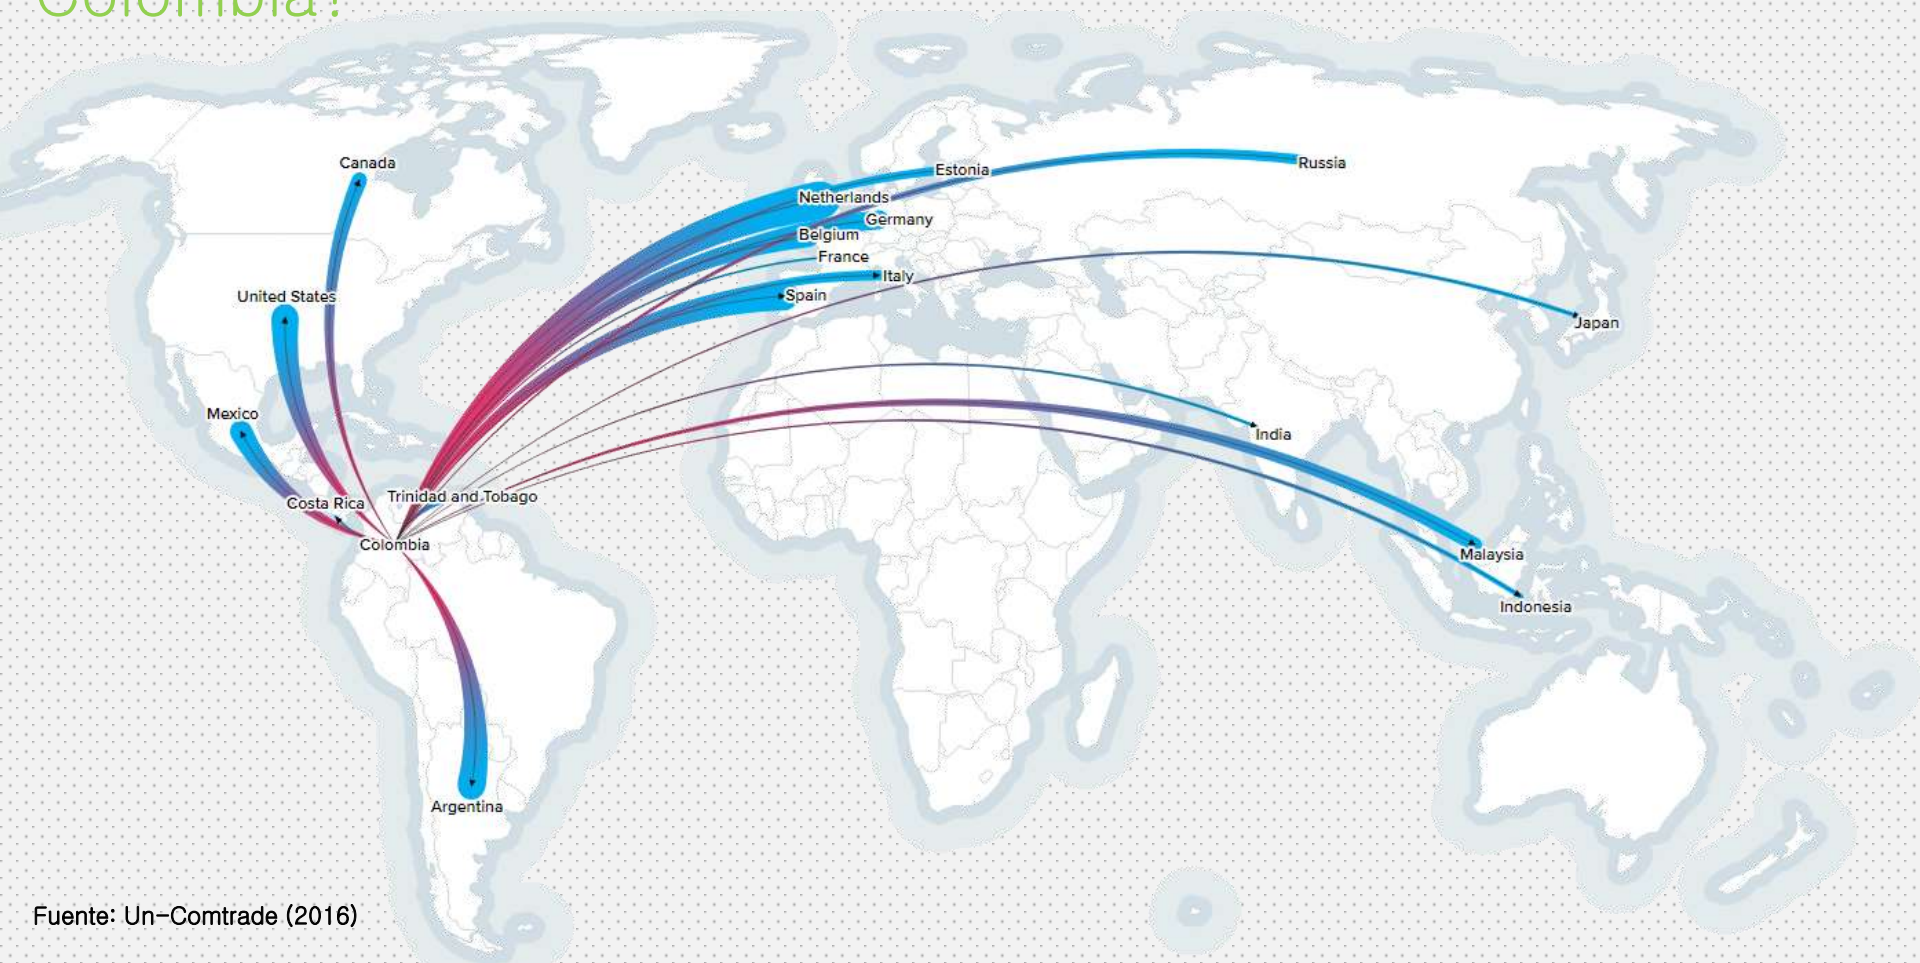 Colombia?
Canada
Russia
Estonia
Netherlands
Germany
Belgium
France
Italy
Spain
United States
Japan
Mexico
India
Costa Rica
Trinidad and Tobago
Colombia
Malaysia
Indonesia
Argentina
Fuente: Un-Comtrade (2016)